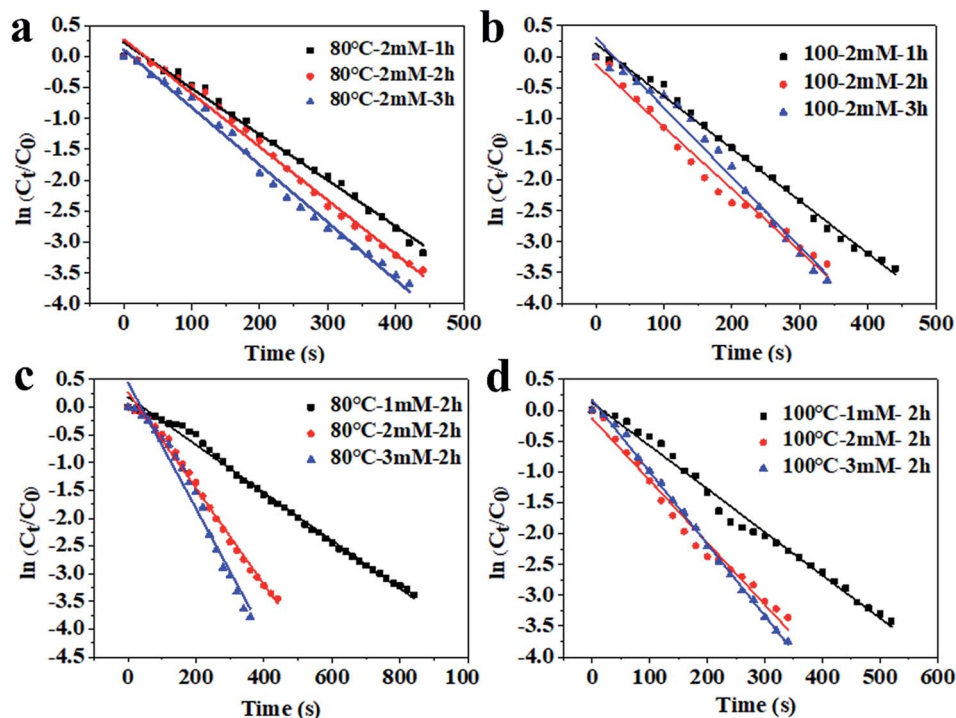 a
0.5
0.0
-0.5
-1.0
-1.5
-2.0
-2.5
-3.0
-3.5
-4.0
ln (Ct/C0)
80°C-2mM-1h
80°C-2mM-2h
80°C-2mM-3h
0 100 200 300 400 500
Time (s)
b
0.5
0.0
-0.5
-1.0
-1.5
-2.0
-2.5
-3.0
-3.5
-4.0
ln (Ct/C0)
100-2mM-1h
100-2mM-2h
100-2mM-3h
0 100 200 300 400 500
Time (s)
c
0.5
0.0
-0.5
-1.0
-1.5
-2.0
-2.5
-3.0
-3.5
-4.0
-4.5
ln (Ct/C0)
80°C-1mM-2h
80°C-2mM-2h
80°C-3mM-2h
0 200 400 600 800 100
Time (s)
d
0.5
0.0
-0.5
-1.0
-1.5
-2.0
-2.5
-3.0
-3.5
-4.0
ln (Ct/C0)
100°C-1mM- 2h
100°C-2mM- 2h
100°C-3mM- 2h
0 100 200 300 400 500 600
Time (s)